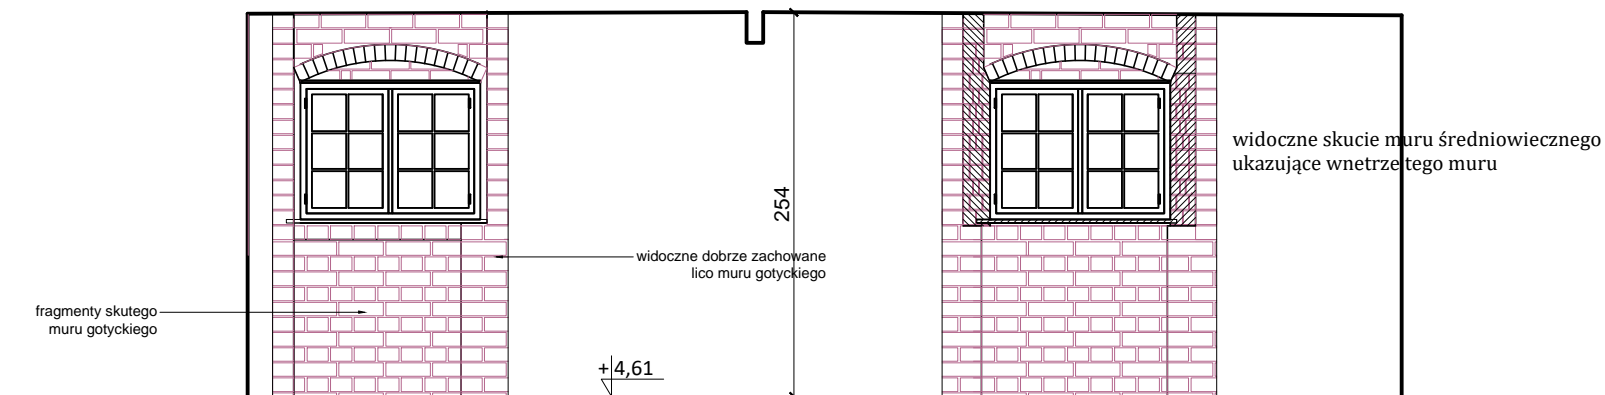 widoczne skucie muru średniowiecznego
ukazujące wnetrze tego muru
254
widoczne dobrze zachowane
lico muru gotyckiego
fragmenty skutego
muru gotyckiego
+4,61